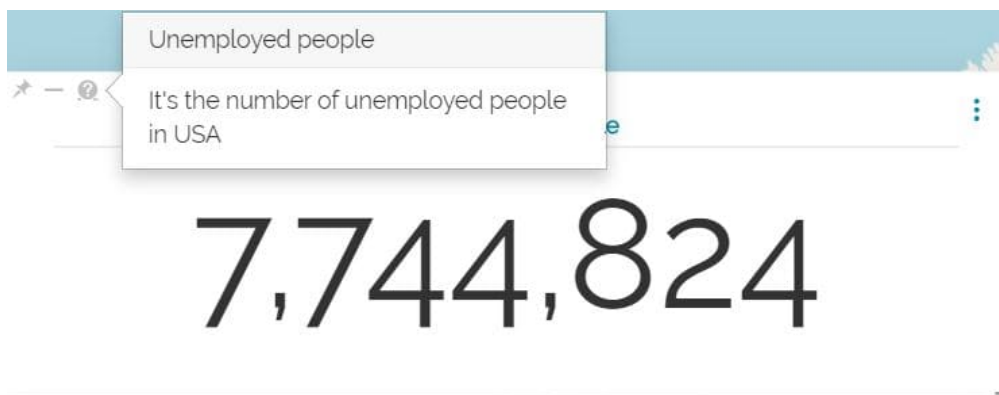 Unemployed people
It's the number of unemployed people
in USA
e
7,744,824